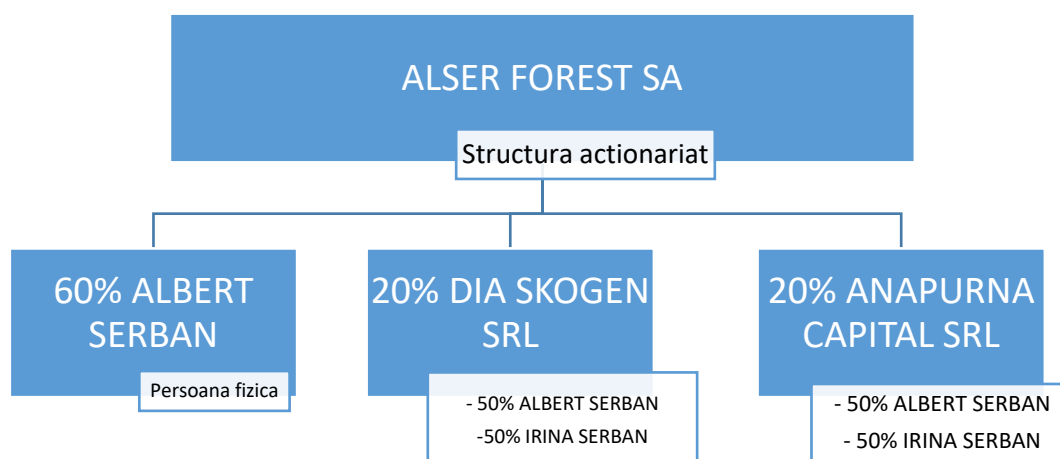 ALSER FOREST SA
Structura actionariat
60% ALBERT
SERBAN
Persoana fizica
20% DIA SKOGEN
SRL
- 50% ALBERT SERBAN
-50% IRINA SERBAN
20% ANAPURNA
CAPITAL SRL
- 50% ALBERT SERBAN
- 50% IRINA SERBAN